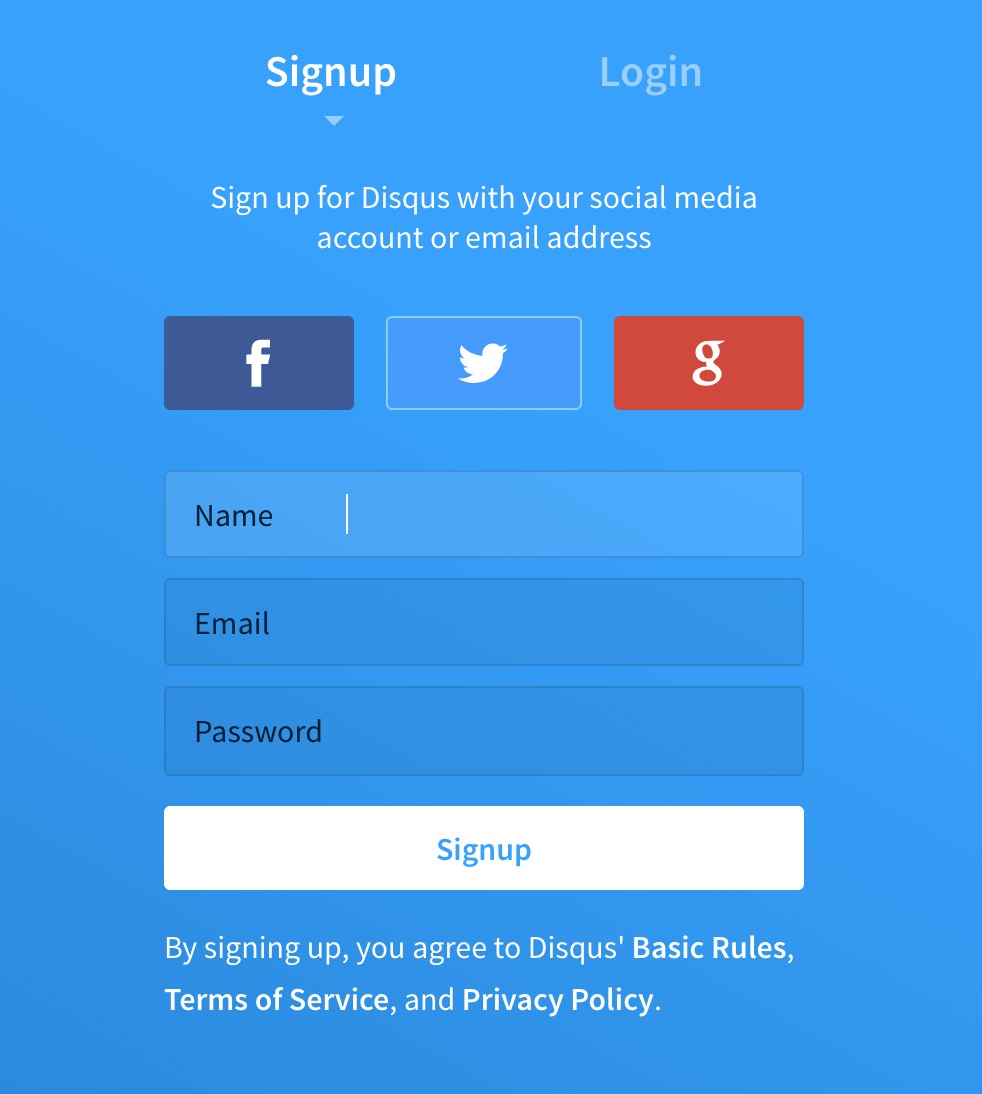 Signup Login
Sign up for Disqus with your social media
account or email address
f g
Name
Email
Password
Signup
By signing up, you agree to Disqus' Basic Rules,
Terms of Service, and Privacy Policy.